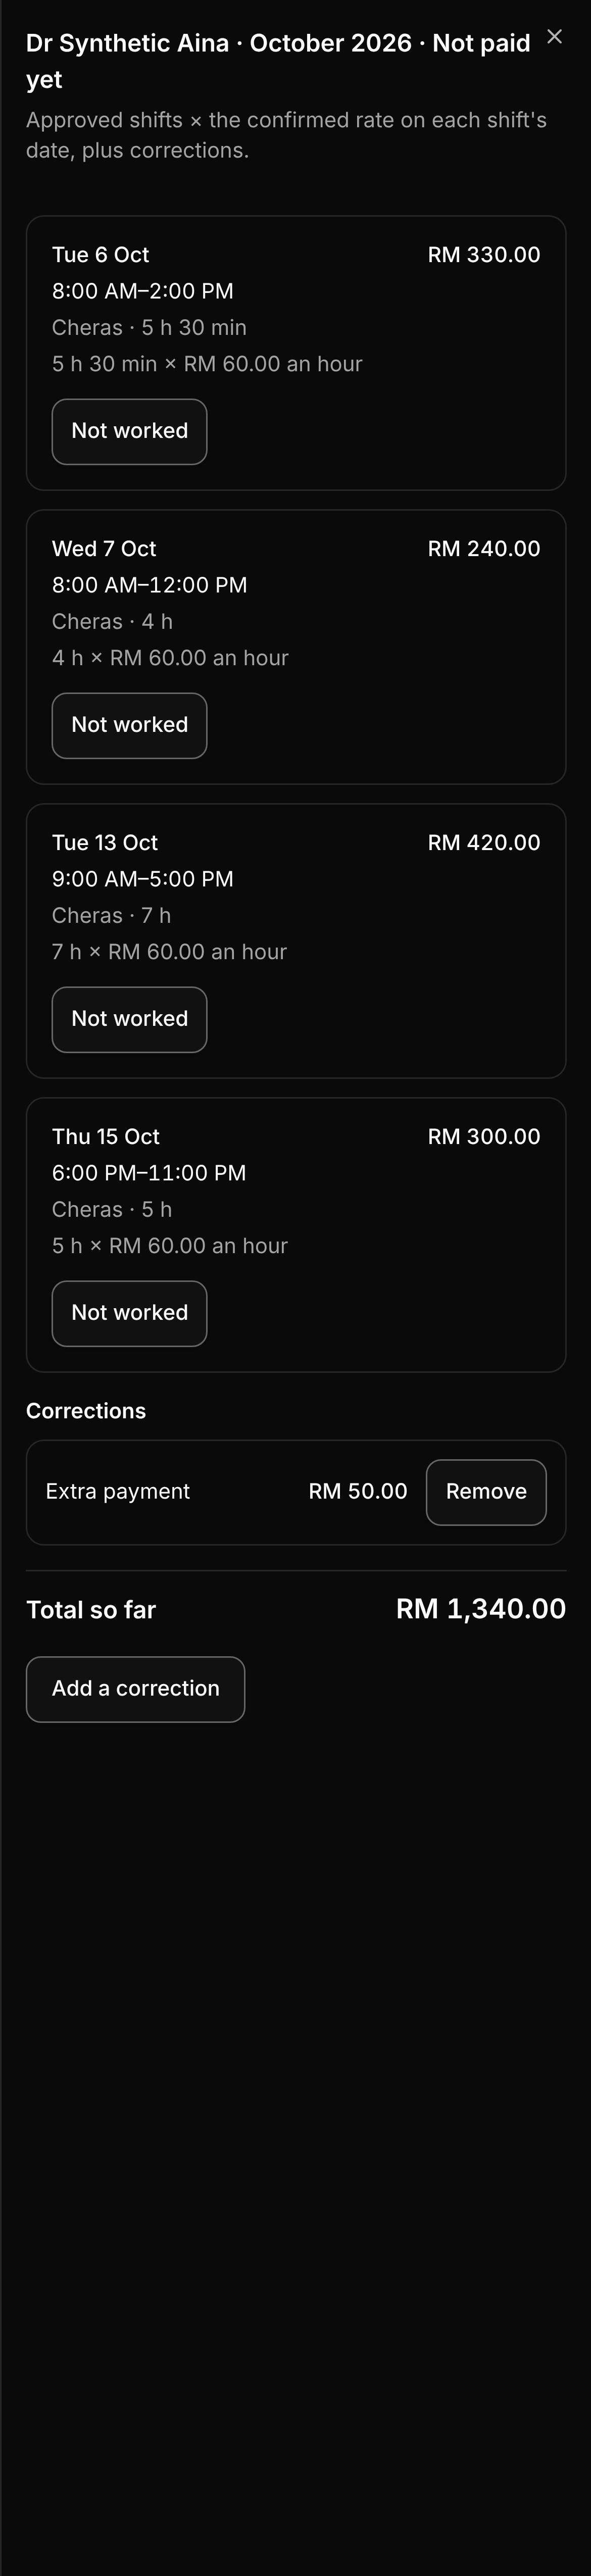 Dr Synthetic Aina · October 2026 · Not paid
yet
Approved shifts × the confirmed rate on each shift's
date, plus corrections.
Tue 6 Oct RM 330.00
8:00 AM–2:00 PM
Cheras · 5 h 30 min
5 h 30 min × RM 60.00 an hour
Not worked
Wed 7 Oct RM 240.00
8:00 AM–12:00 PM
Cheras · 4 h
4 h × RM 60.00 an hour
Not worked
Tue 13 Oct RM 420.00
9:00 AM–5:00 PM
Cheras · 7 h
7 h × RM 60.00 an hour
Not worked
Thu 15 Oct RM 300.00
6:00 PM–11:00 PM
Cheras · 5 h
5 h × RM 60.00 an hour
Not worked
Corrections
Extra payment RM 50.00 Remove
Total so far RM 1,340.00
Add a correction